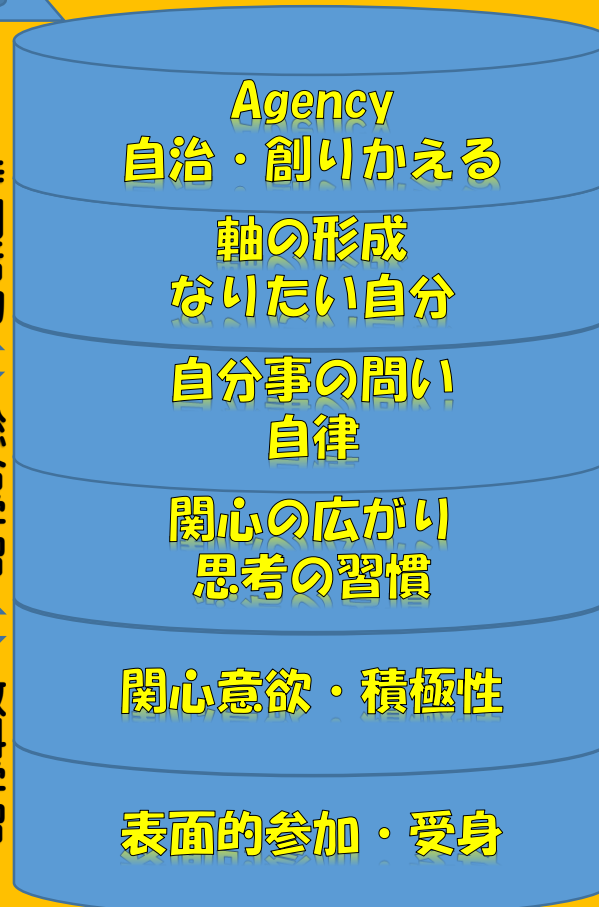 Agency
自治・創りかえる
軸の形成
なりたい自分
自分事の問い
自律
関心の広がり
思考の習慣
関心意欲・積極性
表面的参加・受身